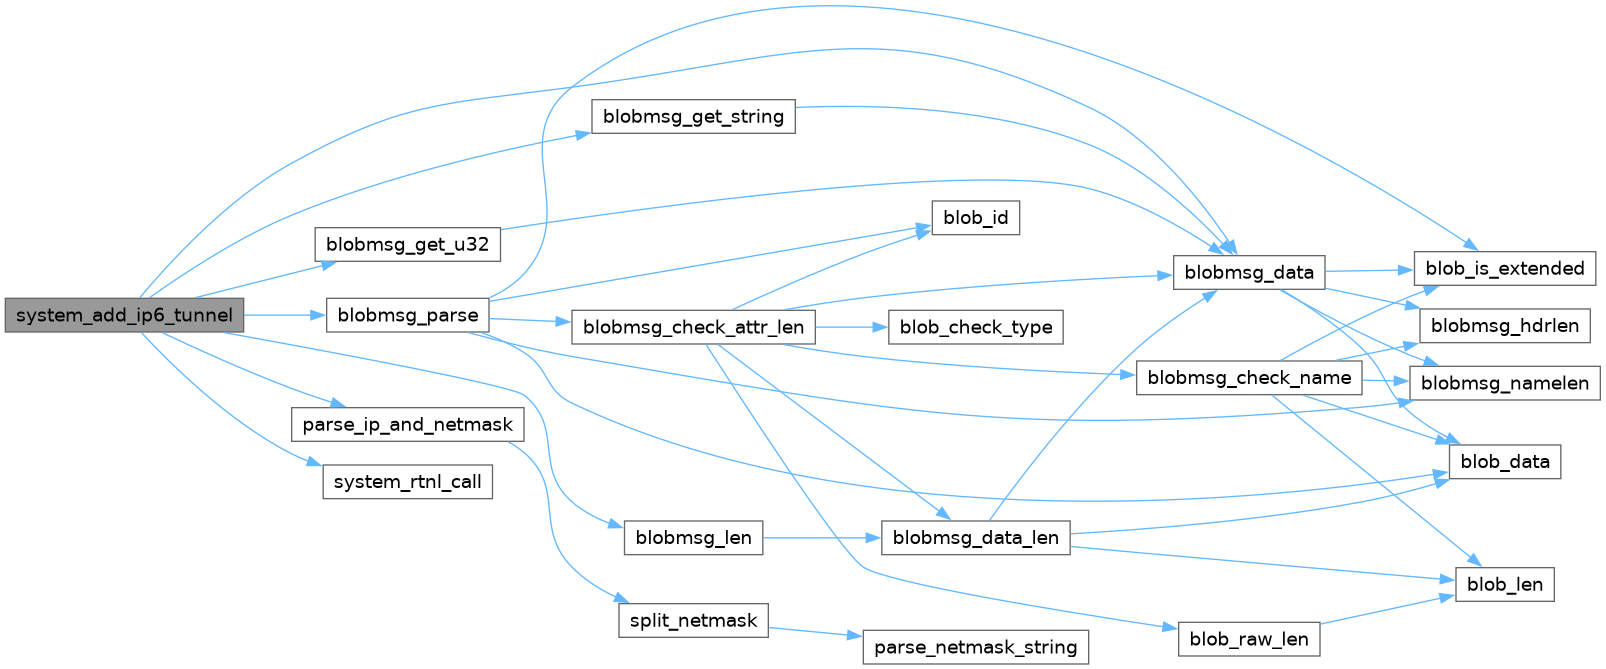 system_add_ip6_tunnel
blobmsg_get_string
blobmsg_get_u32
blobmsg_parse
parse_ip_and_netmask
system_rtnl_call
blobmsg_check_attr_len
blobmsg_len
split_netmask
blob_id
blob_check_type
blobmsg_data_len
parse_netmask_string
blobmsg_data
blobmsg_check_name
blob_raw_len
blob_is_extended
blobmsg_hdrlen
blobmsg_namelen
blob_data
blob_len